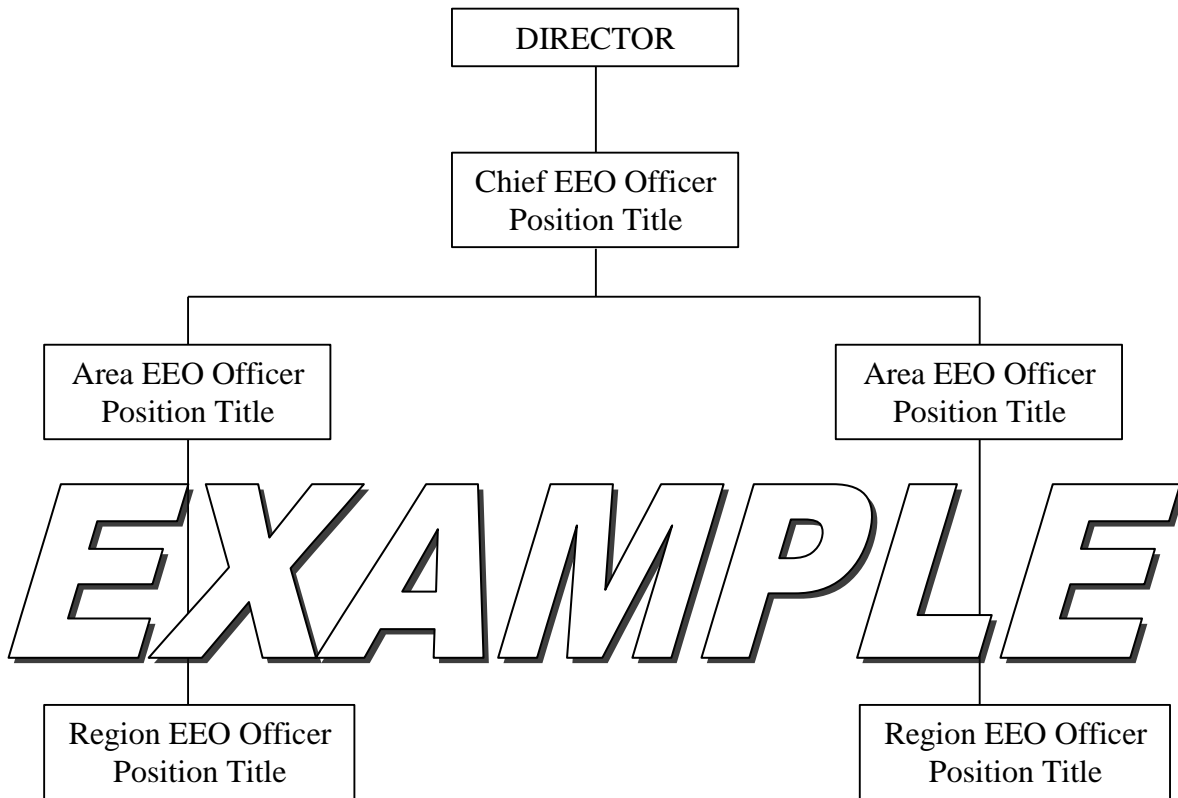 DIRECTOR
Chief EEO Officer
Position Title
Area EEO Officer
Position Title
Area EEO Officer
Position Title
EXAMPLE
Region EEO Officer
Position Title
Region EEO Officer
Position Title